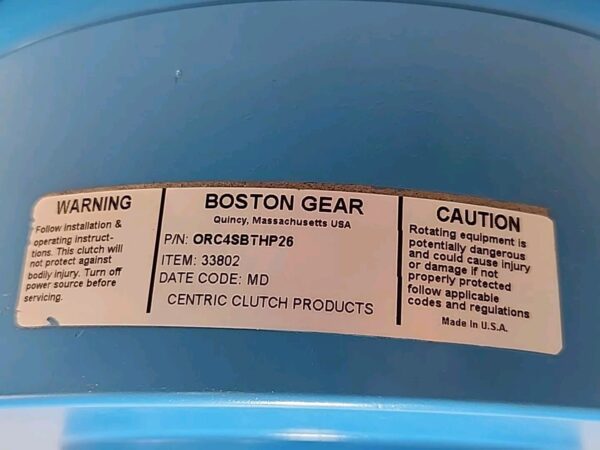 WARNING
Follow installation &
operating instruct-
tions. This clutch will
not protect against
bodily injury. Turn off
power source before
servicing.
BOSTON GEAR
Quincy, Massachusetts USA
P/N: ORC4SBTHP26
ITEM: 33802
DATE CODE: MD
CENTRIC CLUTCH PRODUCTS
CAUTION
Rotating equipment is
potentially dangerous
and could cause injury
or damage if not
properly protected
follow applicable
codes and regulations
Made In U.S.A.